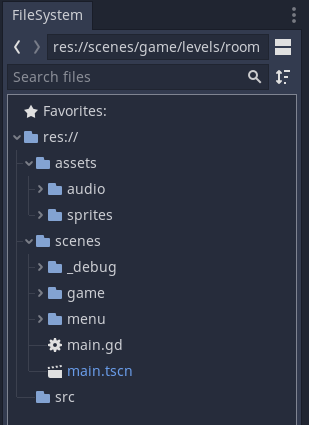 FileSystem
res://scenes/game/levels/room
Search files
Favorites:
res://
assets
audio
sprites
scenes
_debug
game
menu
main.gd
main.tscn
src